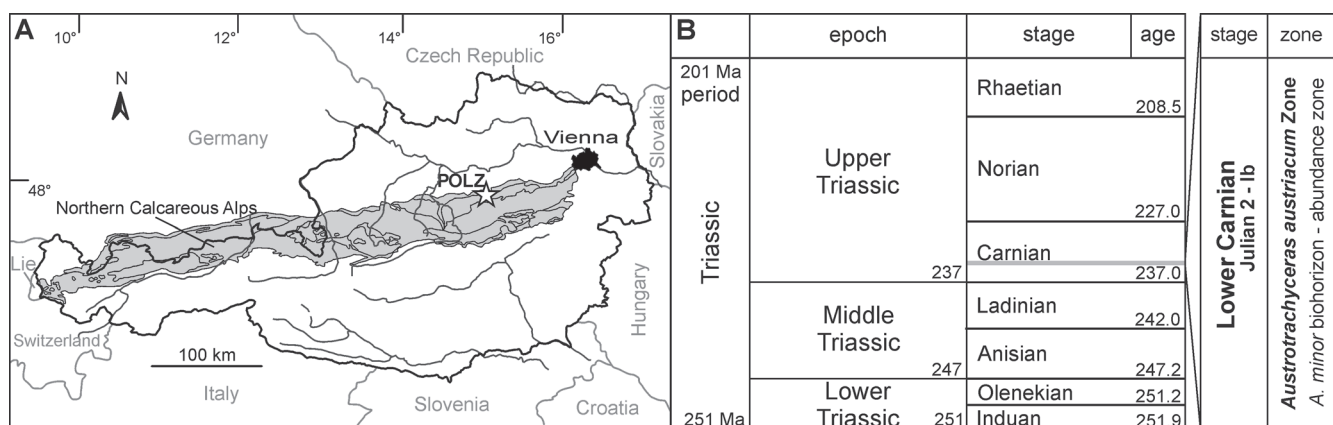 A
10°
12°
14°
16°
N
Czech Republic
Germany
Vienna
Slovakia
POLZ
48°
Northern Calcareous Alps
Lie
Switzerland
100 km
Hungary
Italy
Slovenia
Croatia
B
epoch
stage
age
stage
zone
201 Ma
period
Triassic
251 Ma
Upper
Triassic
237
Middle
Triassic
247
Lower
Triassic
251
Rhaetian
208.5
Norian
227.0
Carnian
237.0
Ladinian
242.0
Anisian
247.2
Olenekian
251.2
Induan
251.9
Lower Carnian
Julian 2 - Ib
Austrotrachyceras austriacum Zone
A. minor biohorizon - abundance zone